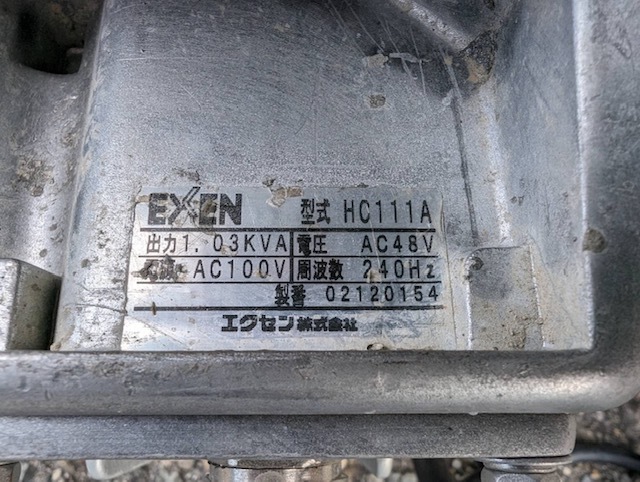 EXEN 型式 HC111A
出力1.03KVA 電圧 AC48V
AC100V 周波数 240Hz
製番 02120154
エクセン株式会社